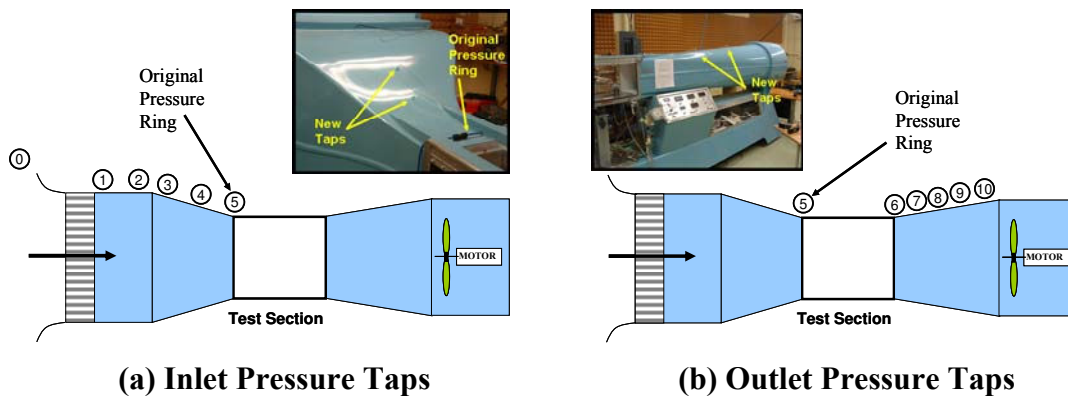 Original
Pressure
Ring
0
1
2
3
4
5
MOTOR
Test Section
Original
Pressure
Ring
New
Taps
(a) Inlet Pressure Taps
New
Taps
Original
Pressure
Ring
5
6
7
8
9
10
MOTOR
Test Section
(b) Outlet Pressure Taps